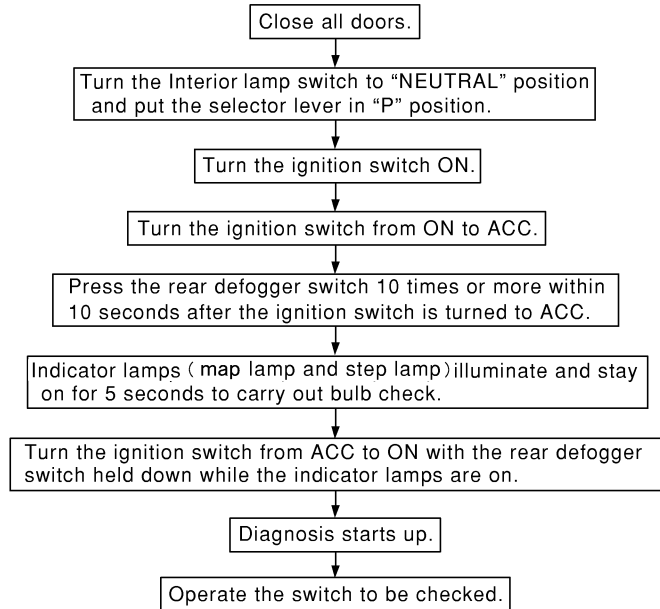 Close all doors.
Turn the Interior lamp switch to “NEUTRAL” position
and put the selector lever in “P” position.
Turn the ignition switch ON.
Turn the ignition switch from ON to ACC.
Press the rear defogger switch 10 times or more within
10 seconds after the ignition switch is turned to ACC.
Indicator lamps (map lamp and step lamp) illuminate and stay
on for 5 seconds to carry out bulb check.
Turn the ignition switch from ACC to ON with the rear defogger
switch held down while the indicator lamps are on.
Diagnosis starts up.
Operate the switch to be checked.